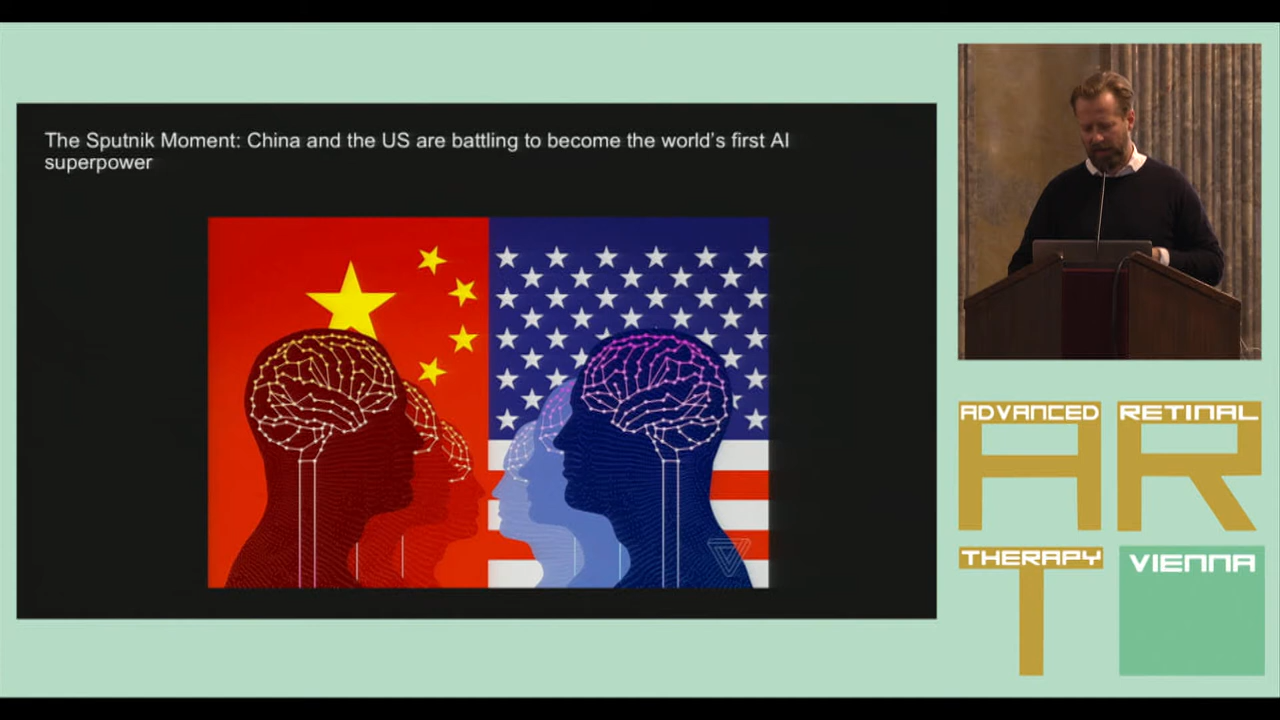 The Sputnik Moment: China and the US are battling to become the world's first AI
superpower
ADVANCED
RETINAL
THERAPY
VIENNA